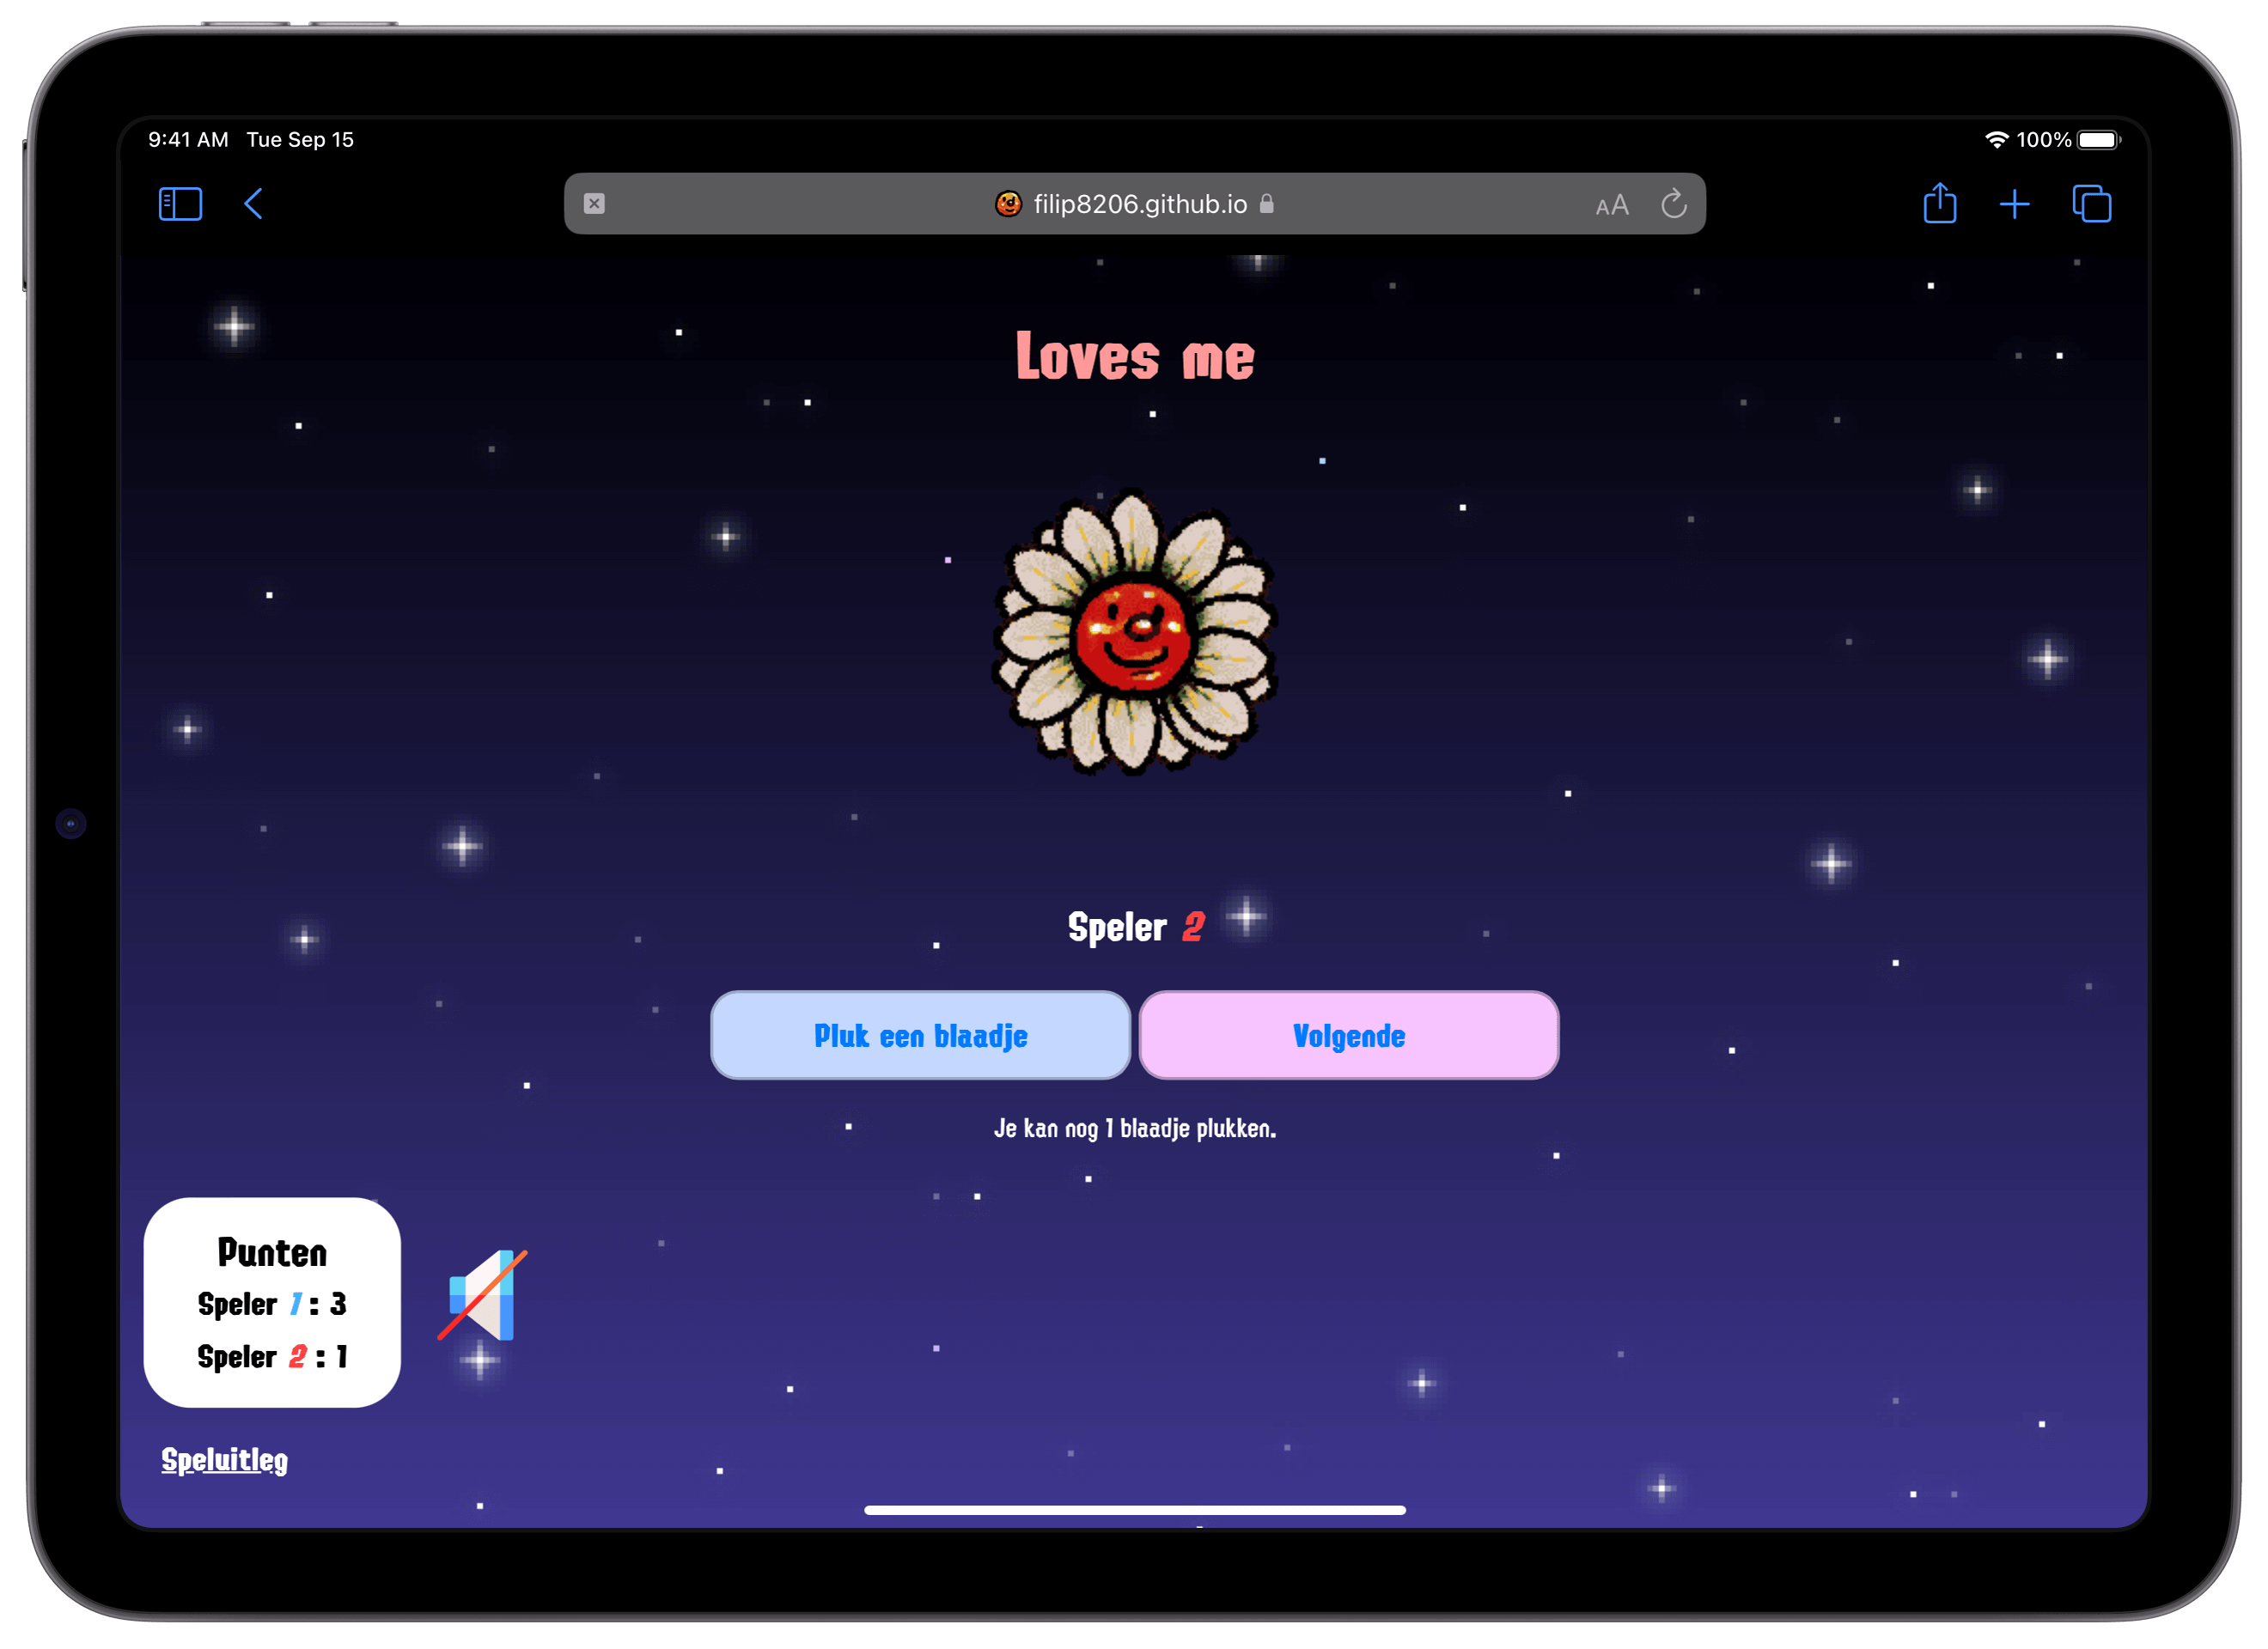 9:41 AM Tue Sep 15
100%
filip8206.github.io
AA
Loves me
Speler 2
Pluk een blaadje
Volgende
Je kan nog 1 blaadje plukken.
Punten
Speler 1 : 3
Speler 2 : 1
Speluitleg